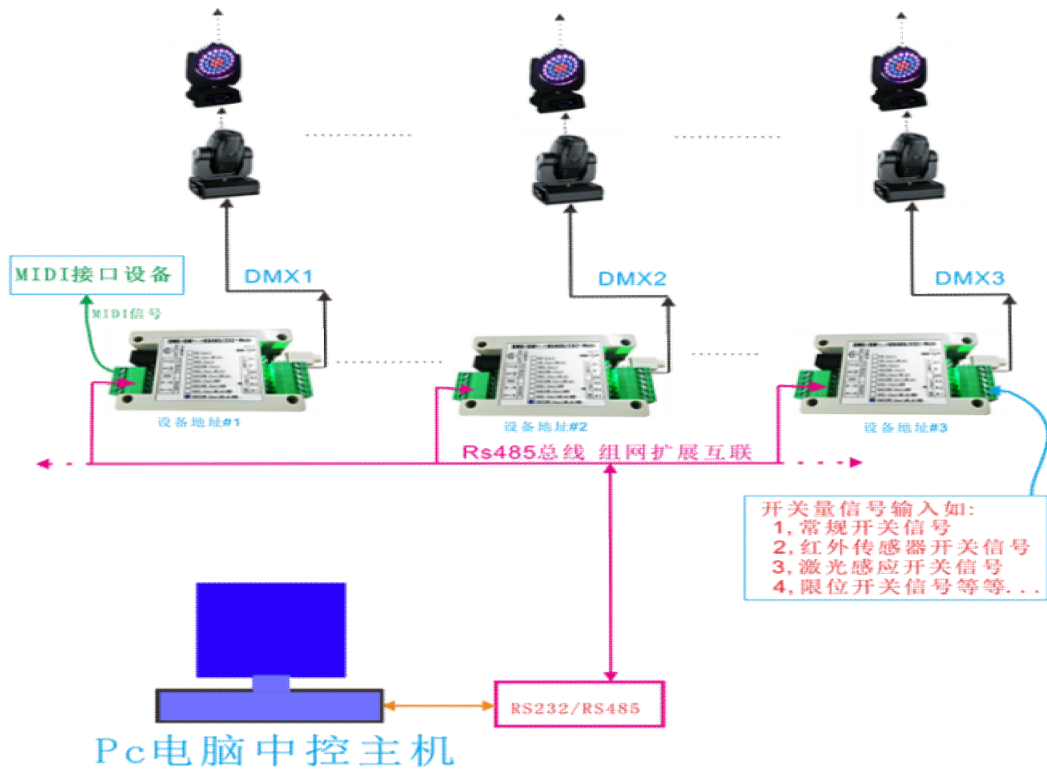 DMX1
DMX2
DMX3
MIDI接口设备
MIDI信号
设备地址#1
设备地址#2
设备地址#3
Rs485总线 组网扩展互联
开关量信号输入如:
1,常规开关信号
2,红外传感器开关信号
3,激光感应开关信号
4,限位开关信号等等...
RS232/RS485
Pc电脑中控主机